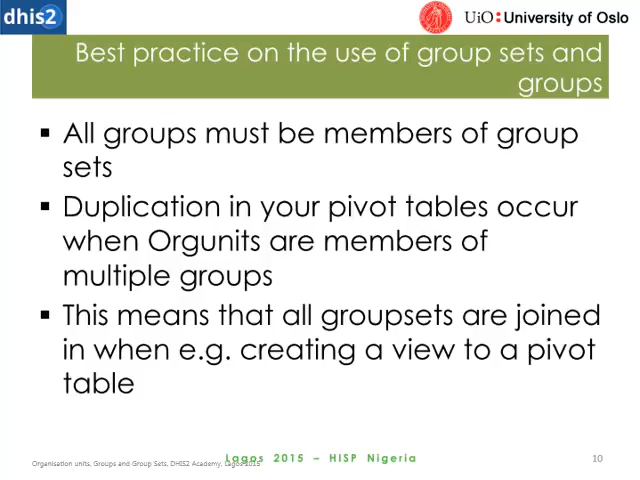 dhis2
UiO: University of Oslo
Best practice on the use of group sets and
groups
▪ All groups must be members of group
sets
▪ Duplication in your pivot tables occur
when Orgunits are members of
multiple groups
▪ This means that all groupsets are joined
in when e.g. creating a view to a pivot
table
Lagos 2015 – HISP Nigeria
10
Organisation units, Groups and Group Sets, DHIS2 Academy, Lagos 2015